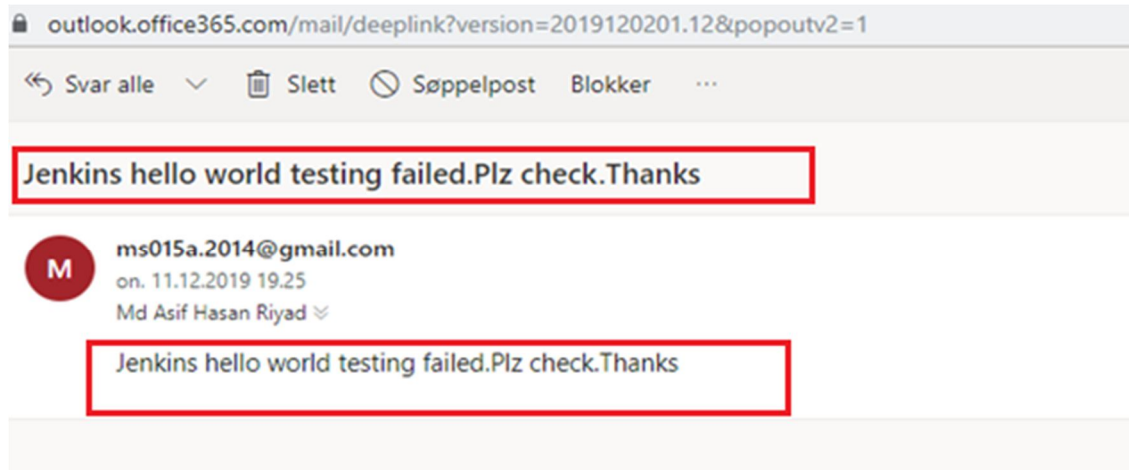 outlook.office365.com/mail/deeplink?version=2019120201.12&popoutv2=1
Svar alle Slett Søppelpost Blokker ...
Jenkins hello world testing failed.Plz check.Thanks
M
ms015a.2014@gmail.com
on. 11.12.2019 19.25
Md Asif Hasan Riyad
Jenkins hello world testing failed.Plz check.Thanks